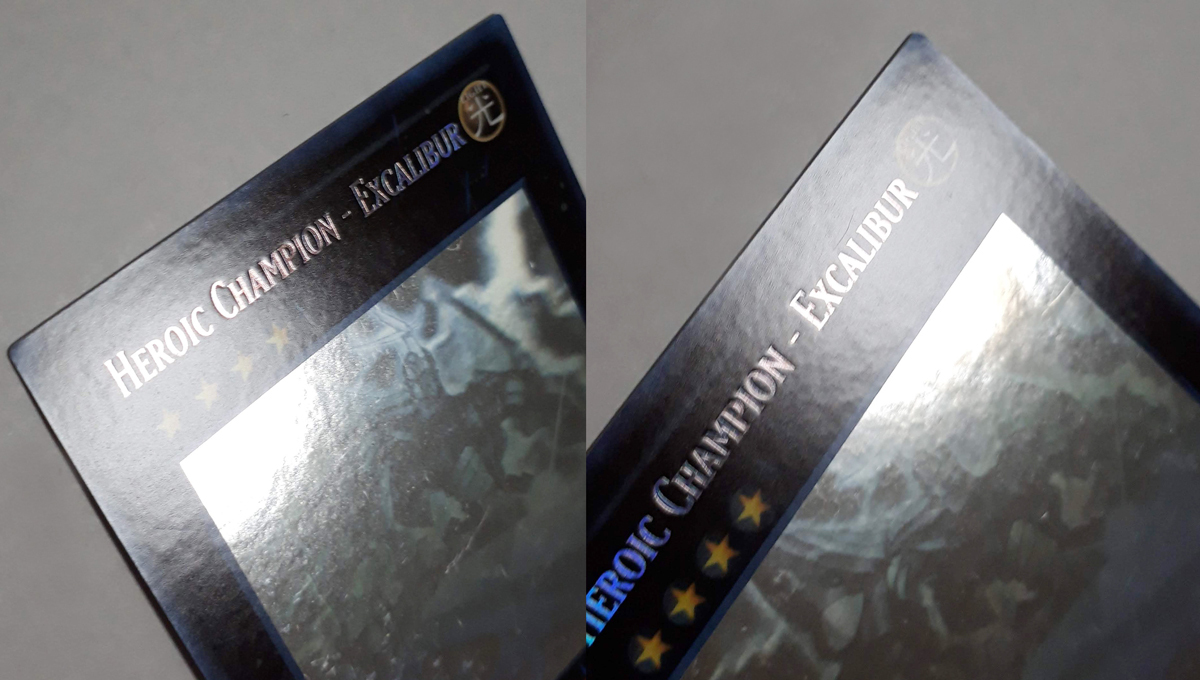 HEROIC CHAMPION - EXCALIBUR
光
HEROIC CHAMPION - EXCALIBUR
光